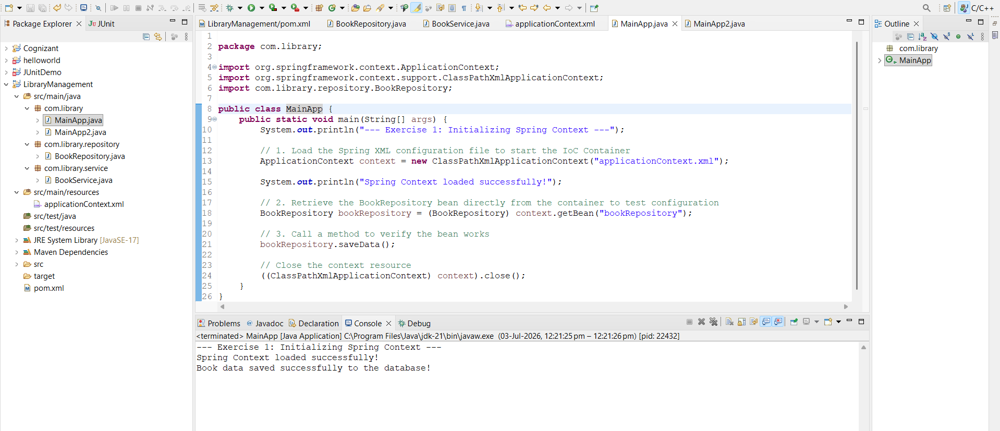 C/C++
Package Explorer
JUnit
Cognizant
helloworld
JUnitDemo
LibraryManagement
src/main/java
com.library
MainApp.java
MainApp2.java
com.library.repository
BookRepository.java
com.library.service
BookService.java
src/main/resources
applicationContext.xml
src/test/java
src/test/resources
JRE System Library [JavaSE-17]
Maven Dependencies
src
target
pom.xml
LibraryManagement/pom.xml
BookRepository.java
BookService.java
applicationContext.xml
MainApp.java
MainApp2.java
1
2 package com.library;
3
4 import org.springframework.context.ApplicationContext;
5 import org.springframework.context.support.ClassPathXmlApplicationContext;
6 import com.library.repository.BookRepository;
7
8 public class MainApp {
9 public static void main(String[] args) {
10 System.out.println("--- Exercise 1: Initializing Spring Context ---");
11
12 // 1. Load the Spring XML configuration file to start the IoC Container
13 ApplicationContext context = new ClassPathXmlApplicationContext("applicationContext.xml");
14
15 System.out.println("Spring Context loaded successfully!");
16
17 // 2. Retrieve the BookRepository bean directly from the container to test configuration
18 BookRepository bookRepository = (BookRepository) context.getBean("bookRepository");
19
20 // 3. Call a method to verify the bean works
21 bookRepository.saveData();
22
23 // Close the context resource
24 ((ClassPathXmlApplicationContext) context).close();
25 }
26 }
Problems
@ Javadoc
Declaration
Console
Debug
<terminated> MainApp [Java Application] C:\Program Files\Java\jdk-21\bin\javaw.exe (03-Jul-2026, 12:21:25 pm – 12:21:26 pm) [pid: 22432]
--- Exercise 1: Initializing Spring Context ---
Spring Context loaded successfully!
Book data saved successfully to the database!
Outline
com.library
MainApp